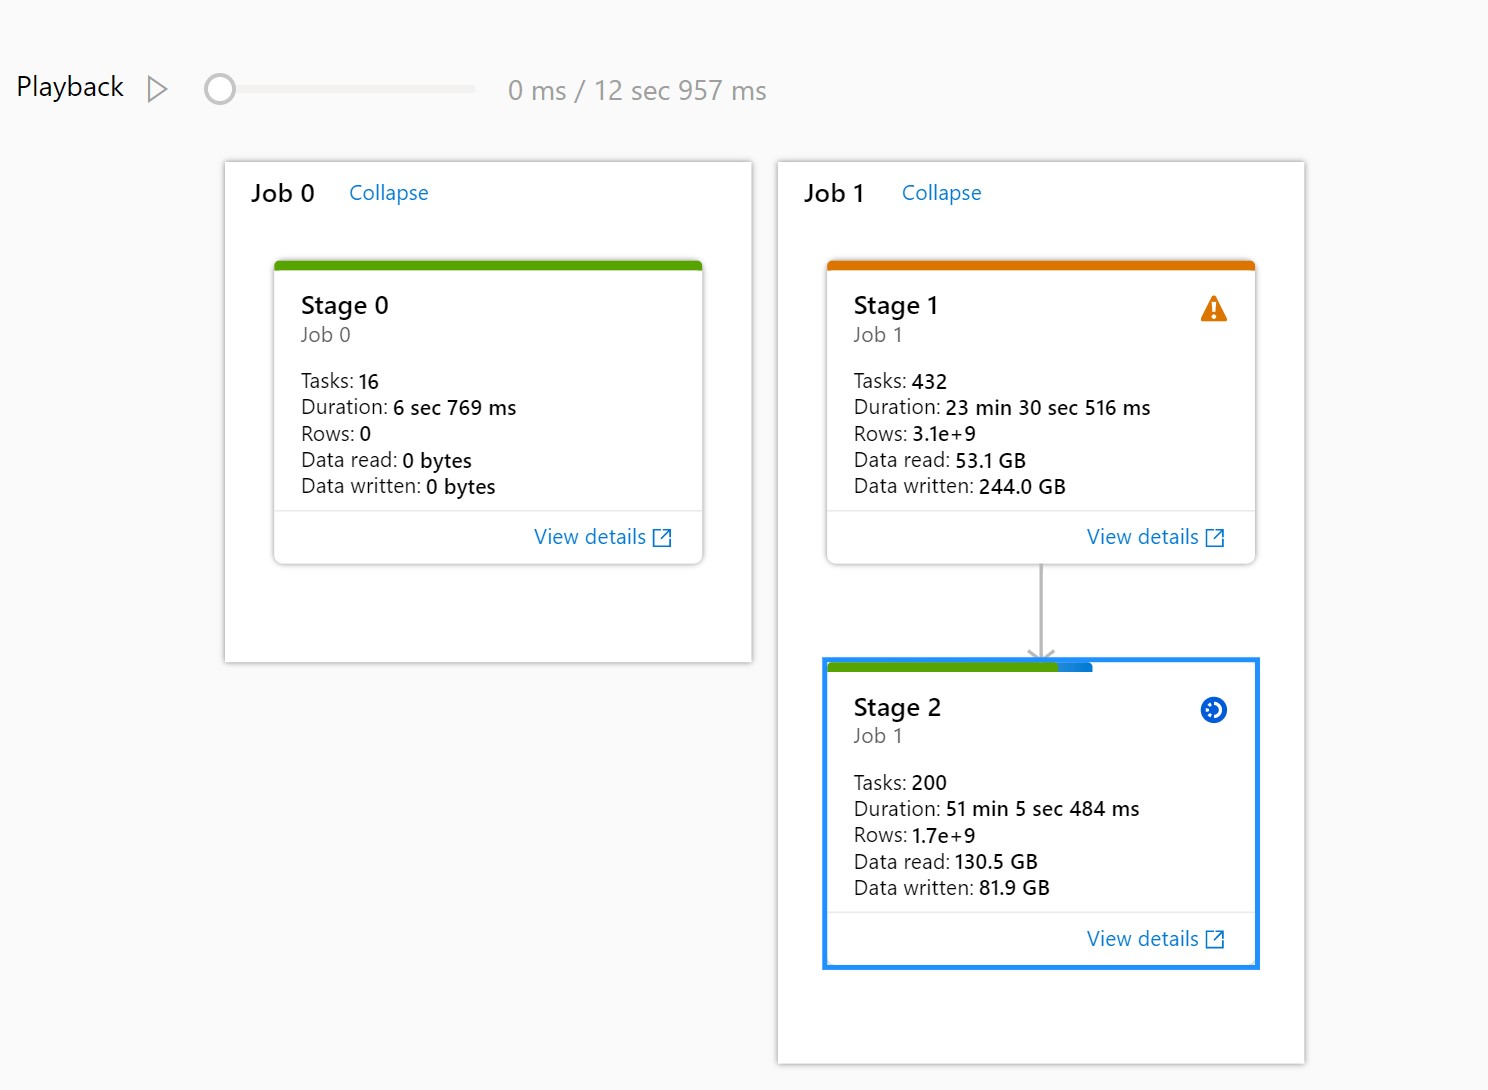 Playback 0 ms / 12 sec 957 ms
Job 0 Collapse
Stage 0
Job 0
Tasks: 16
Duration: 6 sec 769 ms
Rows: 0
Data read: 0 bytes
Data written: 0 bytes
View details
Job 1 Collapse
Stage 1
Job 1
Tasks: 432
Duration: 23 min 30 sec 516 ms
Rows: 3.1e+9
Data read: 53.1 GB
Data written: 244.0 GB
View details
Stage 2
Job 1
Tasks: 200
Duration: 51 min 5 sec 484 ms
Rows: 1.7e+9
Data read: 130.5 GB
Data written: 81.9 GB
View details